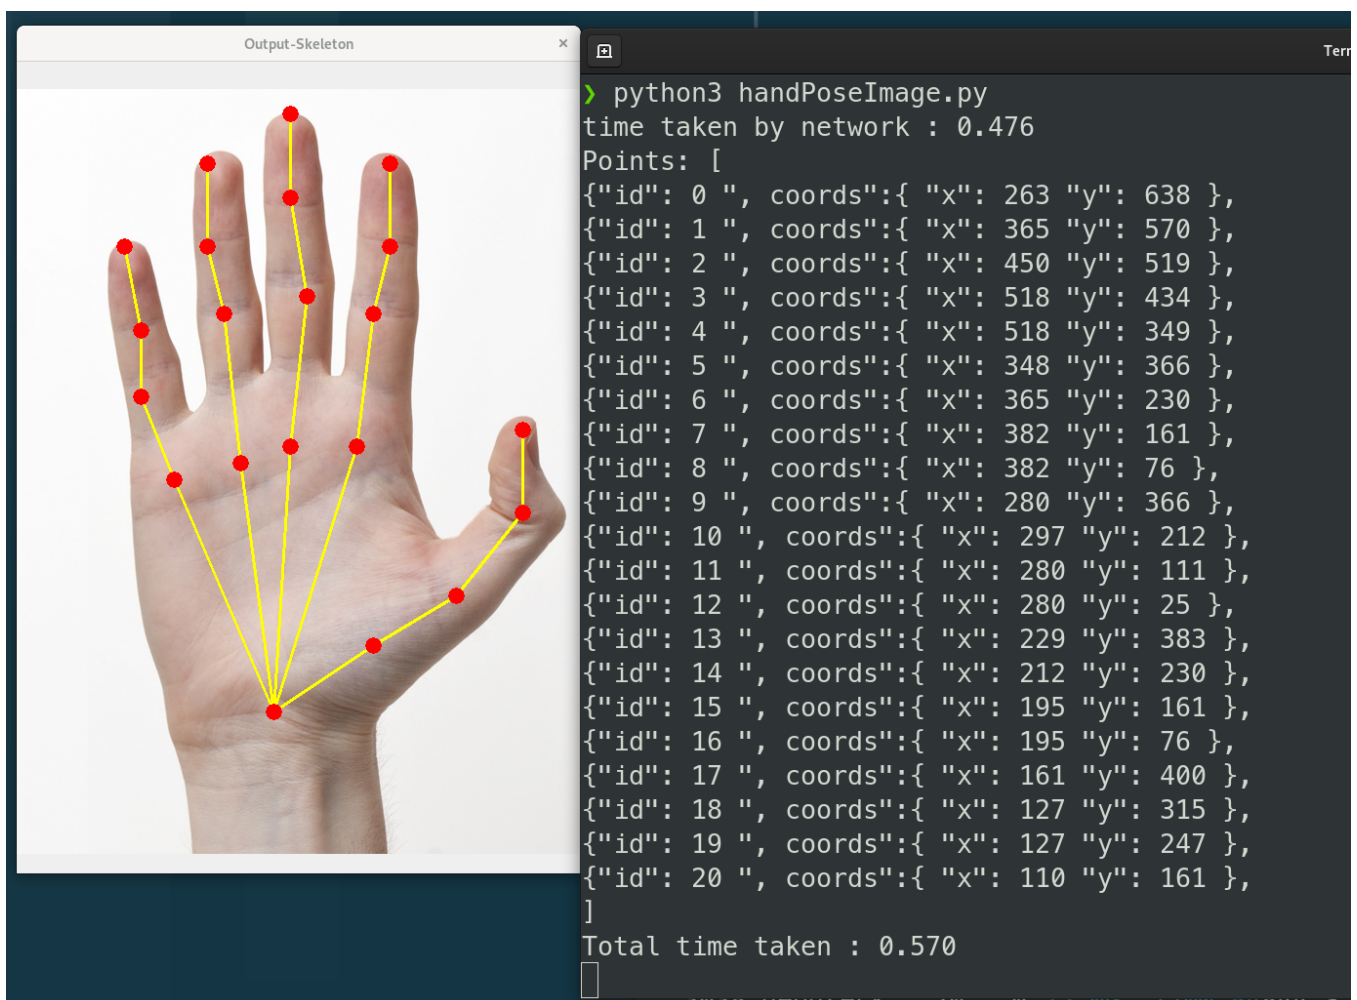 Output-Skeleton
×
Terr
❯ python3 handPoseImage.py
time taken by network : 0.476
Points: [
{"id": 0 ", coords":{ "x": 263 "y": 638 },
{"id": 1 ", coords":{ "x": 365 "y": 570 },
{"id": 2 ", coords":{ "x": 450 "y": 519 },
{"id": 3 ", coords":{ "x": 518 "y": 434 },
{"id": 4 ", coords":{ "x": 518 "y": 349 },
{"id": 5 ", coords":{ "x": 348 "y": 366 },
{"id": 6 ", coords":{ "x": 365 "y": 230 },
{"id": 7 ", coords":{ "x": 382 "y": 161 },
{"id": 8 ", coords":{ "x": 382 "y": 76 },
{"id": 9 ", coords":{ "x": 280 "y": 366 },
{"id": 10 ", coords":{ "x": 297 "y": 212 },
{"id": 11 ", coords":{ "x": 280 "y": 111 },
{"id": 12 ", coords":{ "x": 280 "y": 25 },
{"id": 13 ", coords":{ "x": 229 "y": 383 },
{"id": 14 ", coords":{ "x": 212 "y": 230 },
{"id": 15 ", coords":{ "x": 195 "y": 161 },
{"id": 16 ", coords":{ "x": 195 "y": 76 },
{"id": 17 ", coords":{ "x": 161 "y": 400 },
{"id": 18 ", coords":{ "x": 127 "y": 315 },
{"id": 19 ", coords":{ "x": 127 "y": 247 },
{"id": 20 ", coords":{ "x": 110 "y": 161 },
]
Total time taken : 0.570